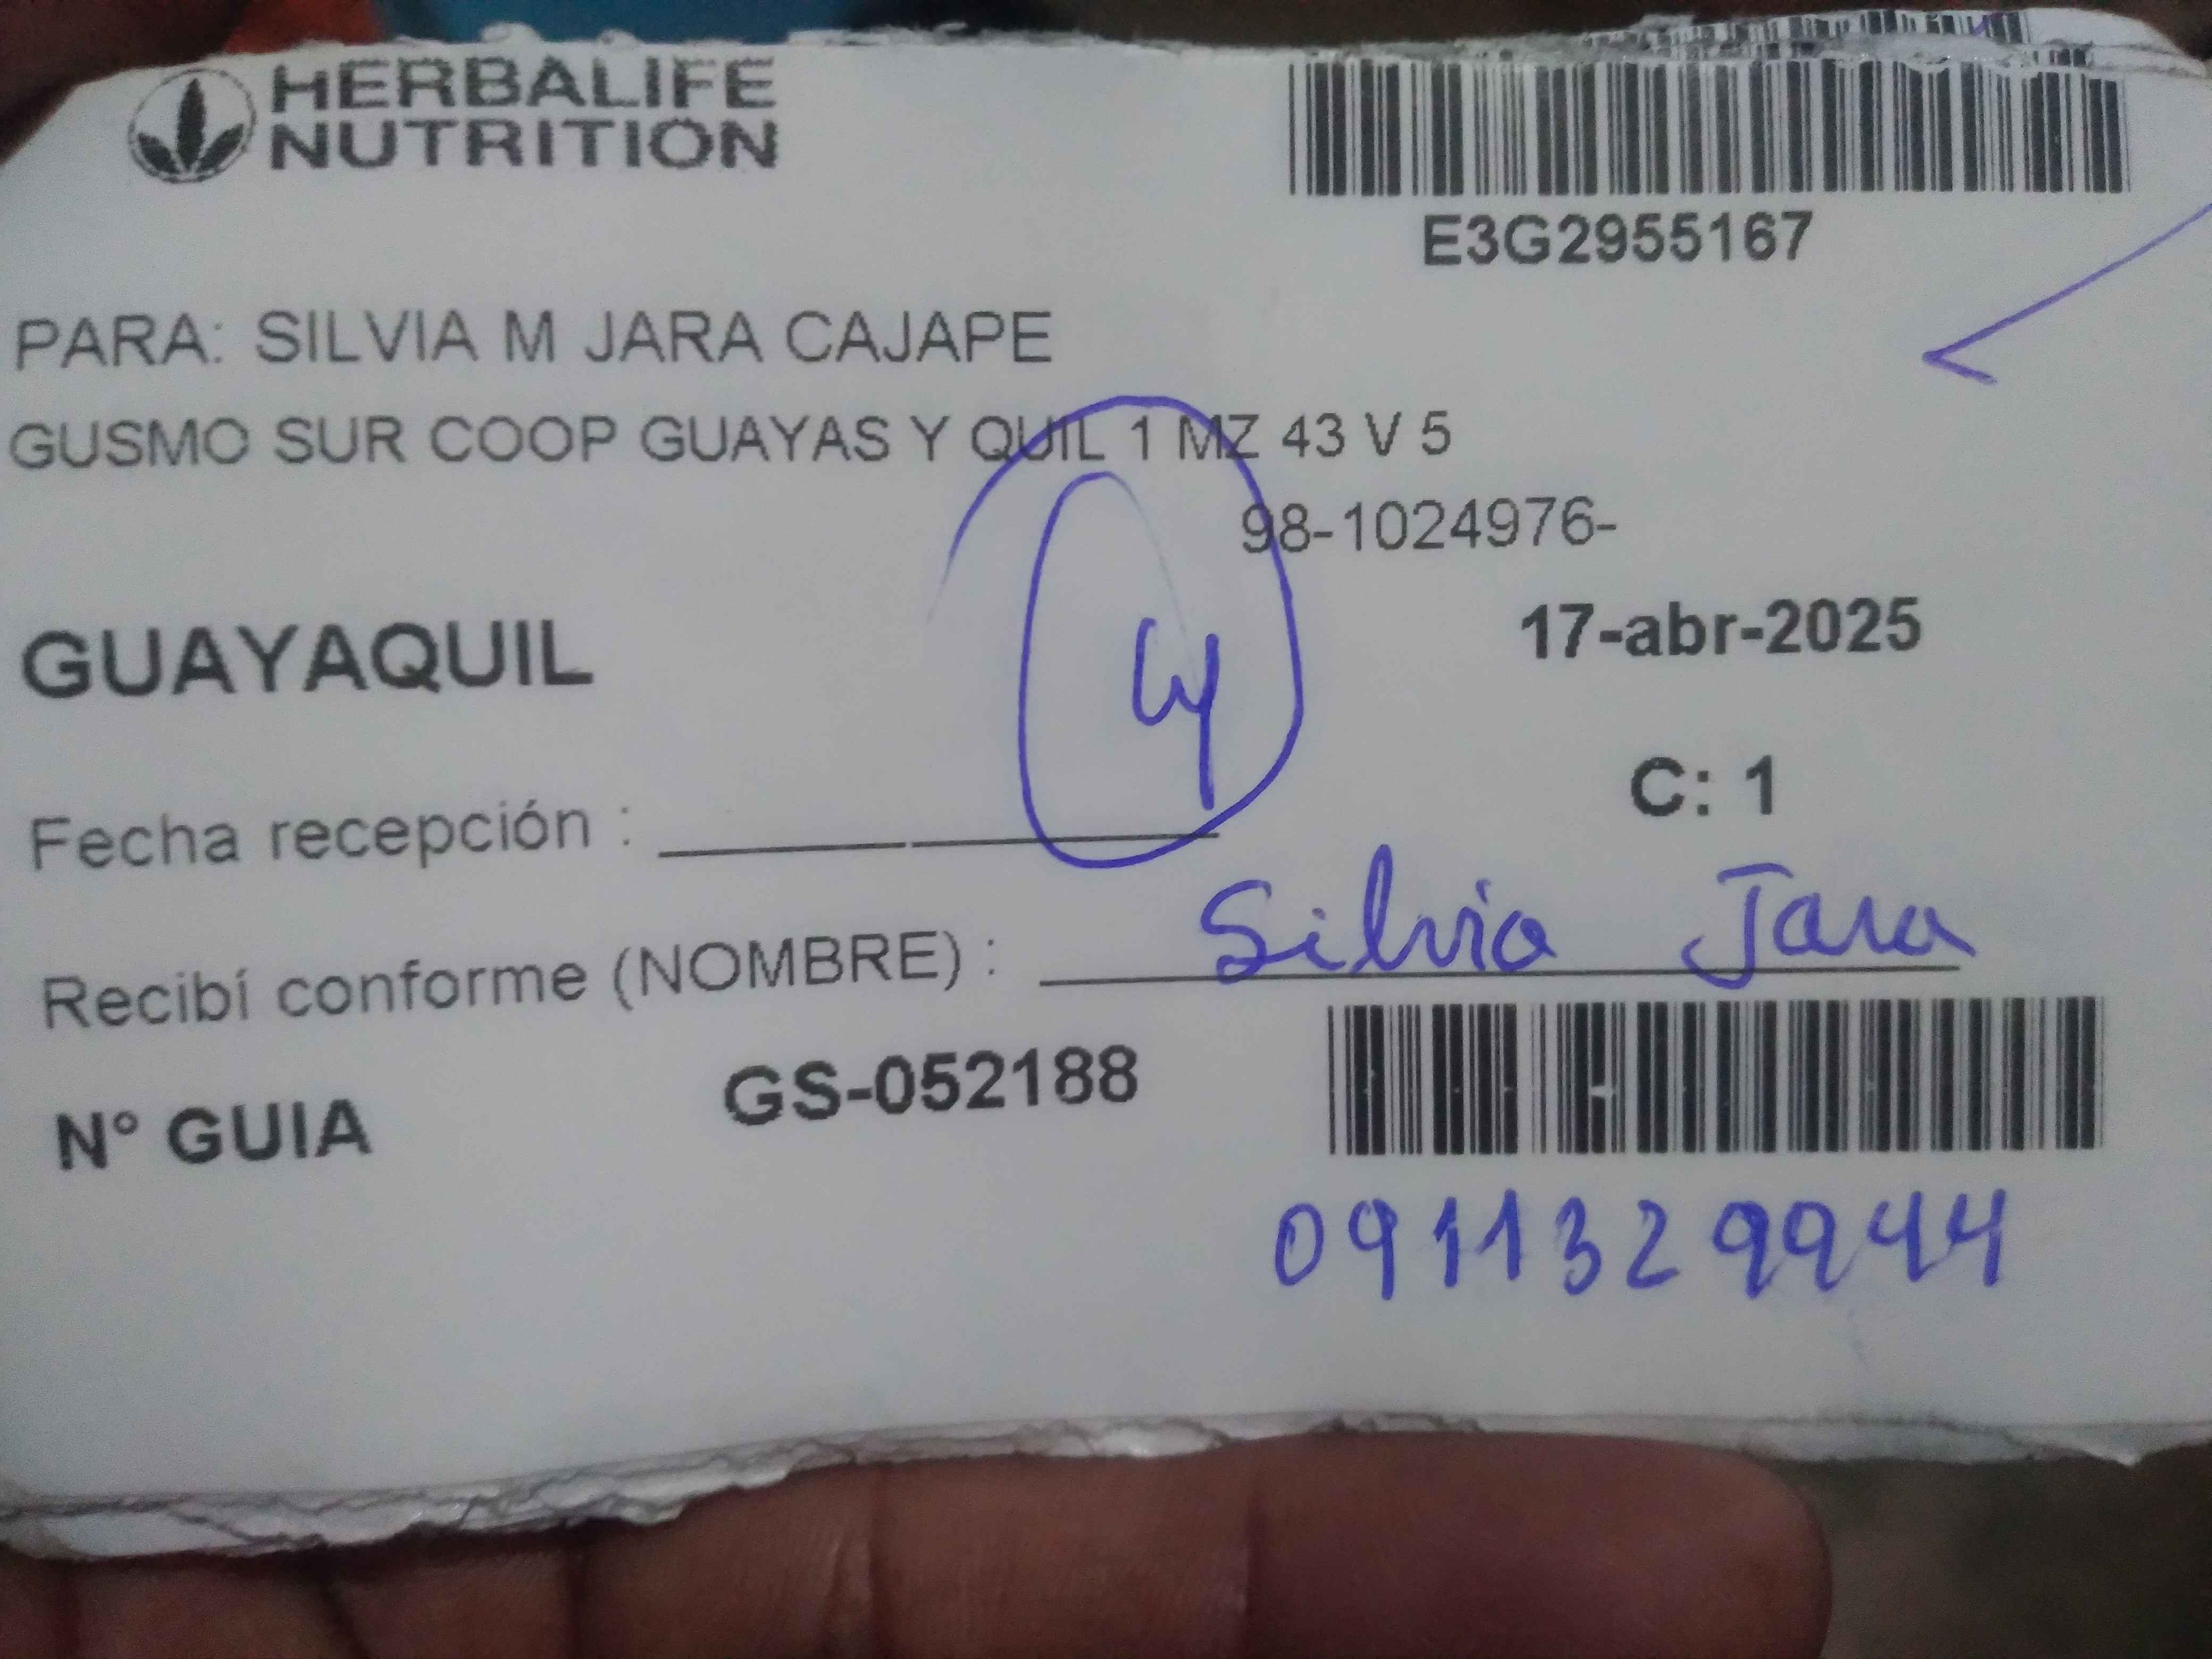 HERBALIFE
NUTRITION
E3G2955167
PARA: SILVIA M JARA CAJAPE
GUSMO SUR COOP GUAYAS Y QUIL 1 MZ 43 V 5
98-1024976-
GUAYAQUIL
4
17-abr-2025
C: 1
Fecha recepción :
Recibí conforme (NOMBRE) : Silvia Jara
N° GUIA GS-052188
0911329944